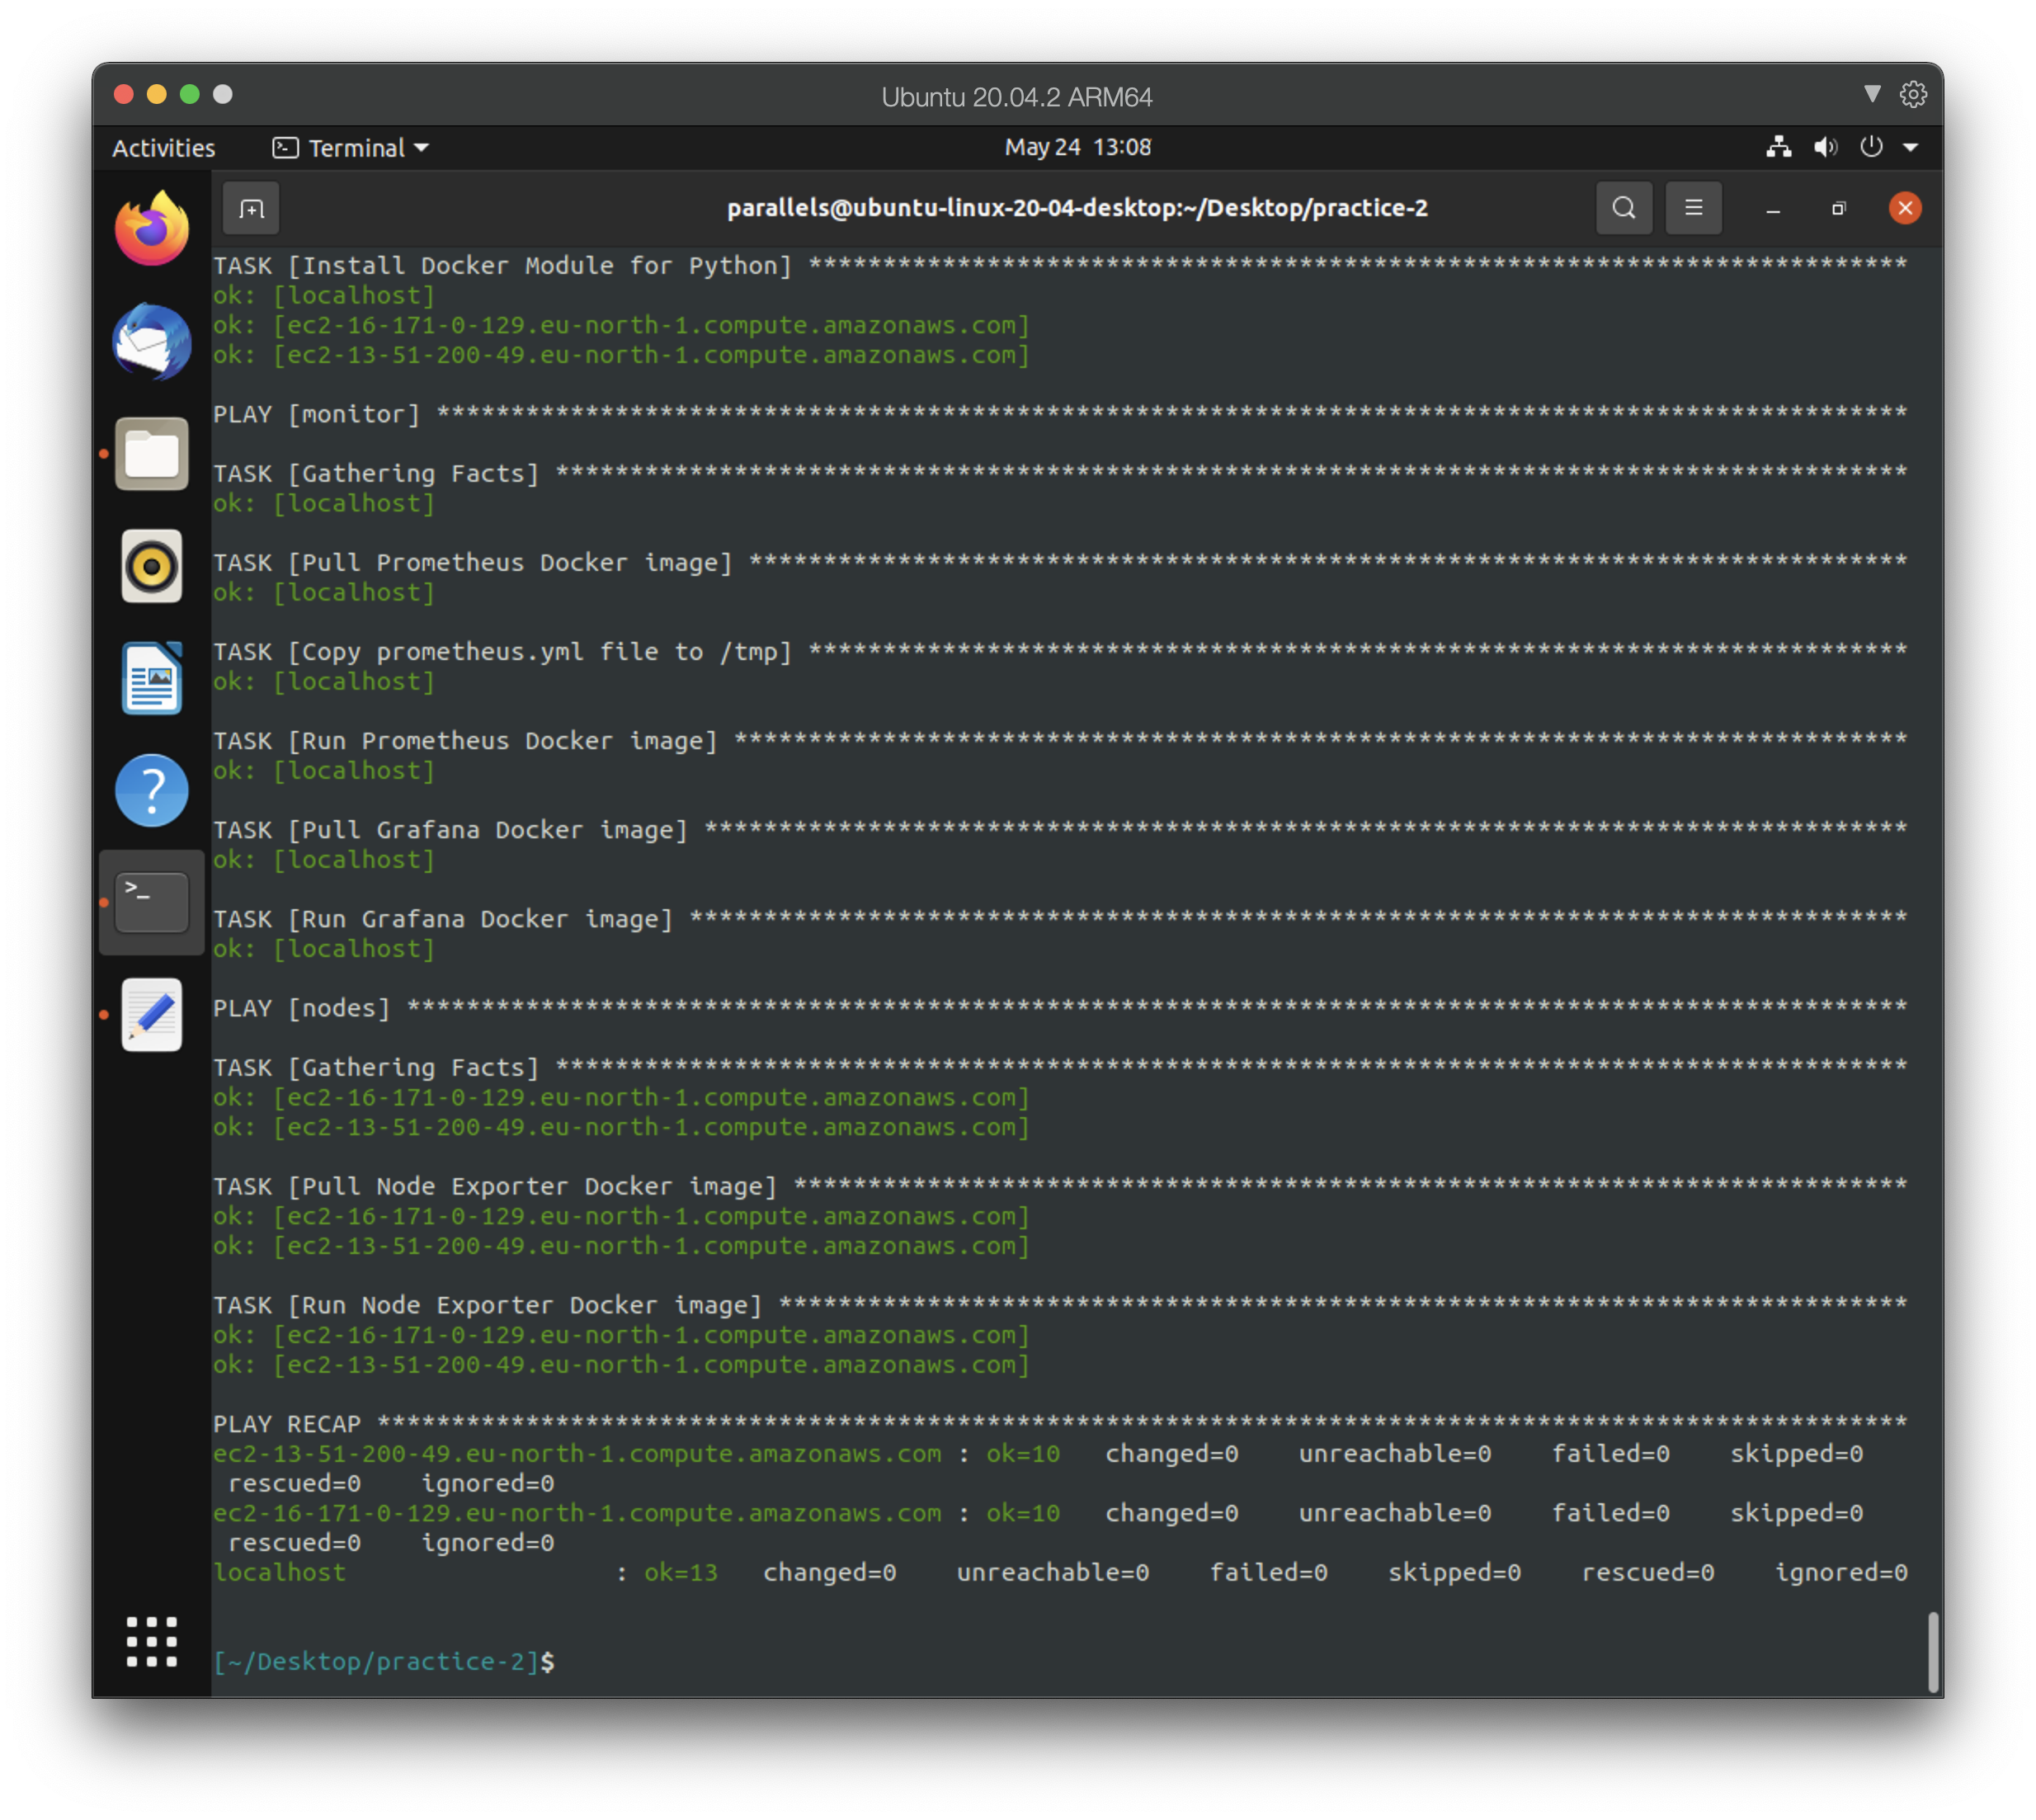 Ubuntu 20.04.2 ARM64
Activities Terminal May 24 13:08
parallels@ubuntu-linux-20-04-desktop:~/Desktop/practice-2
TASK [Install Docker Module for Python] **************************************************************************
ok: [localhost]
ok: [ec2-16-171-0-129.eu-north-1.compute.amazonaws.com]
ok: [ec2-13-51-200-49.eu-north-1.compute.amazonaws.com]
PLAY [monitor] ***************************************************************************************************
TASK [Gathering Facts] *******************************************************************************************
ok: [localhost]
TASK [Pull Prometheus Docker image] ******************************************************************************
ok: [localhost]
TASK [Copy prometheus.yml file to /tmp] **************************************************************************
ok: [localhost]
TASK [Run Prometheus Docker image] *******************************************************************************
ok: [localhost]
TASK [Pull Grafana Docker image] *********************************************************************************
ok: [localhost]
TASK [Run Grafana Docker image] **********************************************************************************
ok: [localhost]
PLAY [nodes] *****************************************************************************************************
TASK [Gathering Facts] *******************************************************************************************
ok: [ec2-16-171-0-129.eu-north-1.compute.amazonaws.com]
ok: [ec2-13-51-200-49.eu-north-1.compute.amazonaws.com]
TASK [Pull Node Exporter Docker image] ***************************************************************************
ok: [ec2-16-171-0-129.eu-north-1.compute.amazonaws.com]
ok: [ec2-13-51-200-49.eu-north-1.compute.amazonaws.com]
TASK [Run Node Exporter Docker image] ****************************************************************************
ok: [ec2-16-171-0-129.eu-north-1.compute.amazonaws.com]
ok: [ec2-13-51-200-49.eu-north-1.compute.amazonaws.com]
PLAY RECAP *******************************************************************************************************
ec2-13-51-200-49.eu-north-1.compute.amazonaws.com : ok=10   changed=0    unreachable=0    failed=0    skipped=0
 rescued=0    ignored=0
ec2-16-171-0-129.eu-north-1.compute.amazonaws.com : ok=10   changed=0    unreachable=0    failed=0    skipped=0
 rescued=0    ignored=0
localhost                  : ok=13   changed=0    unreachable=0    failed=0    skipped=0    rescued=0    ignored=0
[~/Desktop/practice-2]$